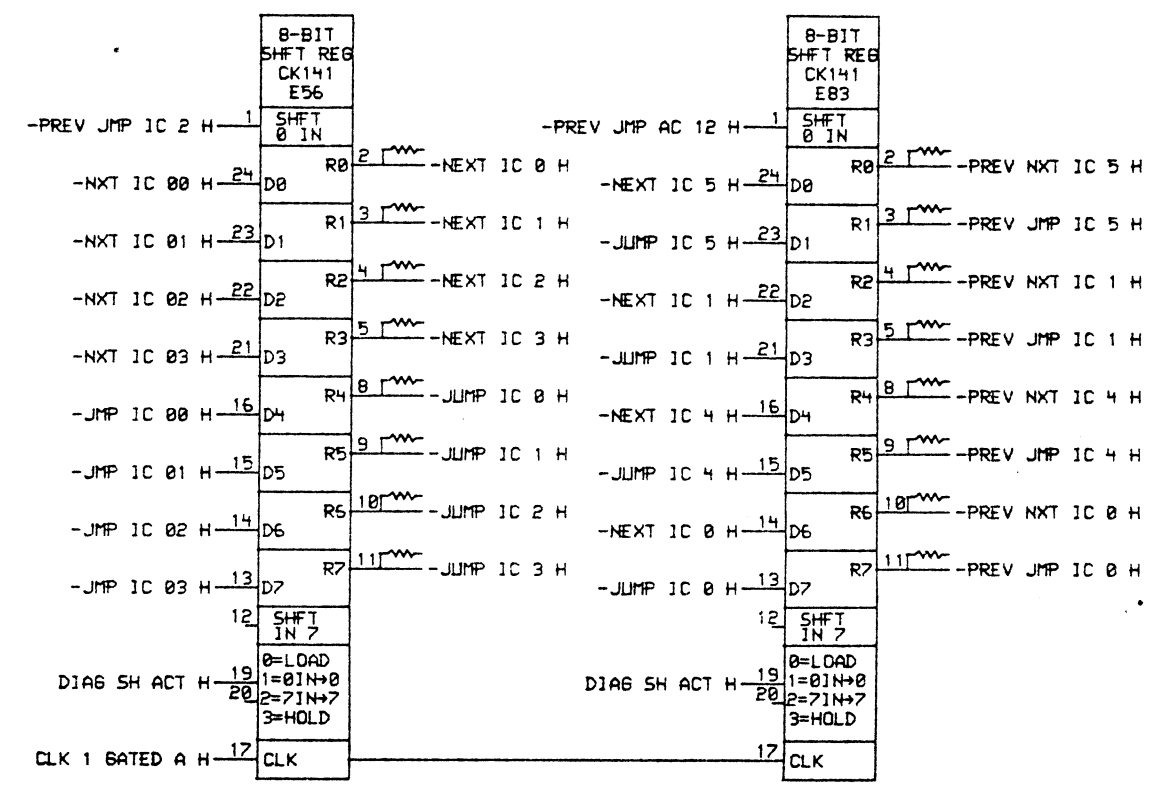 8-BIT
SHFT REG
CK141
E56
-PREV JMP IC 2 H 1 SHFT
0 IN
R0 2 -NEXT IC 0 H
-NXT IC 00 H 24 D0
R1 3 -NEXT IC 1 H
-NXT IC 01 H 23 D1
R2 4 -NEXT IC 2 H
-NXT IC 02 H 22 D2
R3 5 -NEXT IC 3 H
-NXT IC 03 H 21 D3
R4 8 -JUMP IC 0 H
-JMP IC 00 H 16 D4
R5 9 -JUMP IC 1 H
-JMP IC 01 H 15 D5
R6 10 -JUMP IC 2 H
-JMP IC 02 H 14 D6
R7 11 -JUMP IC 3 H
-JMP IC 03 H 13 D7
12 SHFT
IN 7
0=LOAD
DIAG SH ACT H 19 1=0IN→0
20 2=7IN→7
3=HOLD
CLK 1 GATED A H 17 CLK
8-BIT
SHFT REG
CK141
E83
-PREV JMP AC 12 H 1 SHFT
0 IN
R0 2 -PREV NXT IC 5 H
-NEXT IC 5 H 24 D0
R1 3 -PREV JMP IC 5 H
-JUMP IC 5 H 23 D1
R2 4 -PREV NXT IC 1 H
-NEXT IC 1 H 22 D2
R3 5 -PREV JMP IC 1 H
-JUMP IC 1 H 21 D3
R4 8 -PREV NXT IC 4 H
-NEXT IC 4 H 16 D4
R5 9 -PREV JMP IC 4 H
-JUMP IC 4 H 15 D5
R6 10 -PREV NXT IC 0 H
-NEXT IC 0 H 14 D6
R7 11 -PREV JMP IC 0 H
-JUMP IC 0 H 13 D7
12 SHFT
IN 7
0=LOAD
DIAG SH ACT H 19 1=0IN→0
20 2=7IN→7
3=HOLD
17 CLK